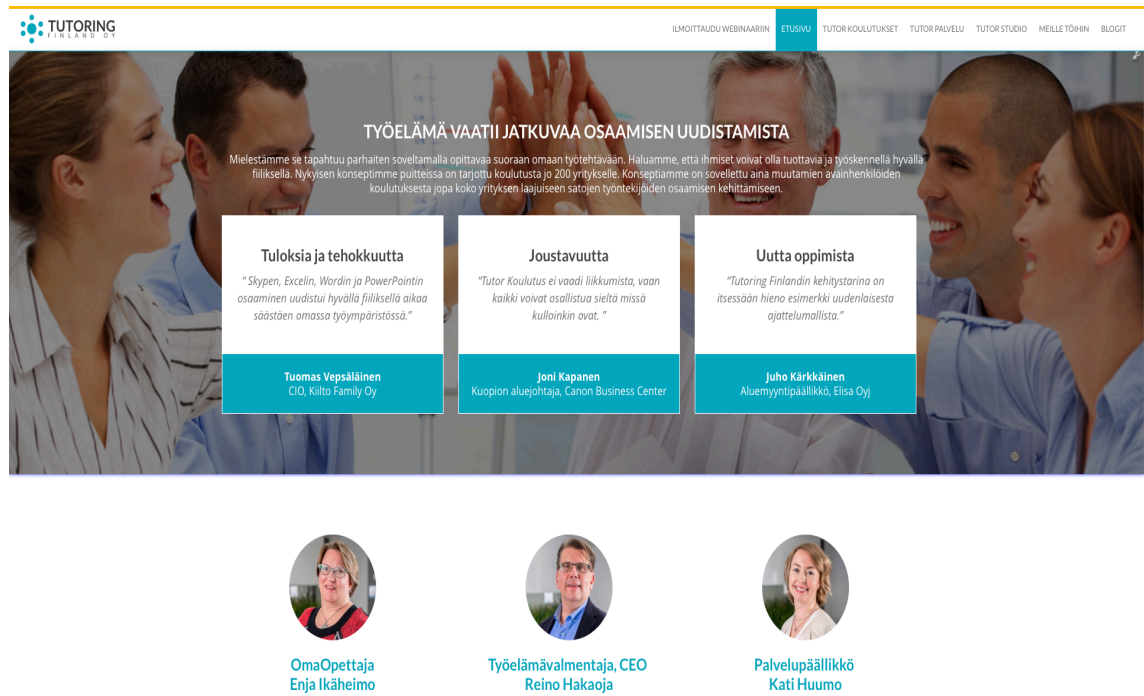 TUTORING
FINLAND OY
ILMOITTAUDU WEBINAARIIN
ETUSIVU
TUTOR KOULUTUKSET
TUTOR PALVELU
TUTOR STUDIO
MEILLE TÖIHIN
BLOGIT
TYÖELÄMÄ VAATII JATKUVAA OSAAMISEN UUDISTAMISTA
Mielestämme se tapahtuu parhaiten soveltamalla opittavaa suoraan omaan työtehtävään. Haluamme, että ihmiset voivat olla tuottavia ja työskennellä hyvällä
fiiliksellä. Nykyisen konseptimme puitteissa on tarjottu koulutusta jo 200 yritykselle. Konseptiamme on sovellettu aina muutamien avainhenkilöiden
koulutuksesta jopa koko yrityksen laajuiseen satojen työntekijöiden osaamisen kehittämiseen.
Tuloksia ja tehokkuutta
" Skypen, Excelin, Wordin ja PowerPointin
osaaminen uudistui hyvällä fiiliksellä aikaa
säästäen omassa työympäristössä."
Tuomas Vepsäläinen
CIO, Kiilto Family Oy
Joustavuutta
"Tutor Koulutus ei vaadi liikkumista, vaan
kaikki voivat osallistua sieltä missä
kulloinkin ovat. "
Joni Kapanen
Kuopion aluejohtaja, Canon Business Center
Uutta oppimista
"Tutoring Finlandin kehitystarina on
itsessään hieno esimerkki uudenlaisesta
ajattelumallista."
Juho Kärkkäinen
Aluemyyntipäällikkö, Elisa Oyj
OmaOpettaja
Enja Ikäheimo
Työelämävalmentaja, CEO
Reino Hakaoja
Palvelupäällikkö
Kati Huumo